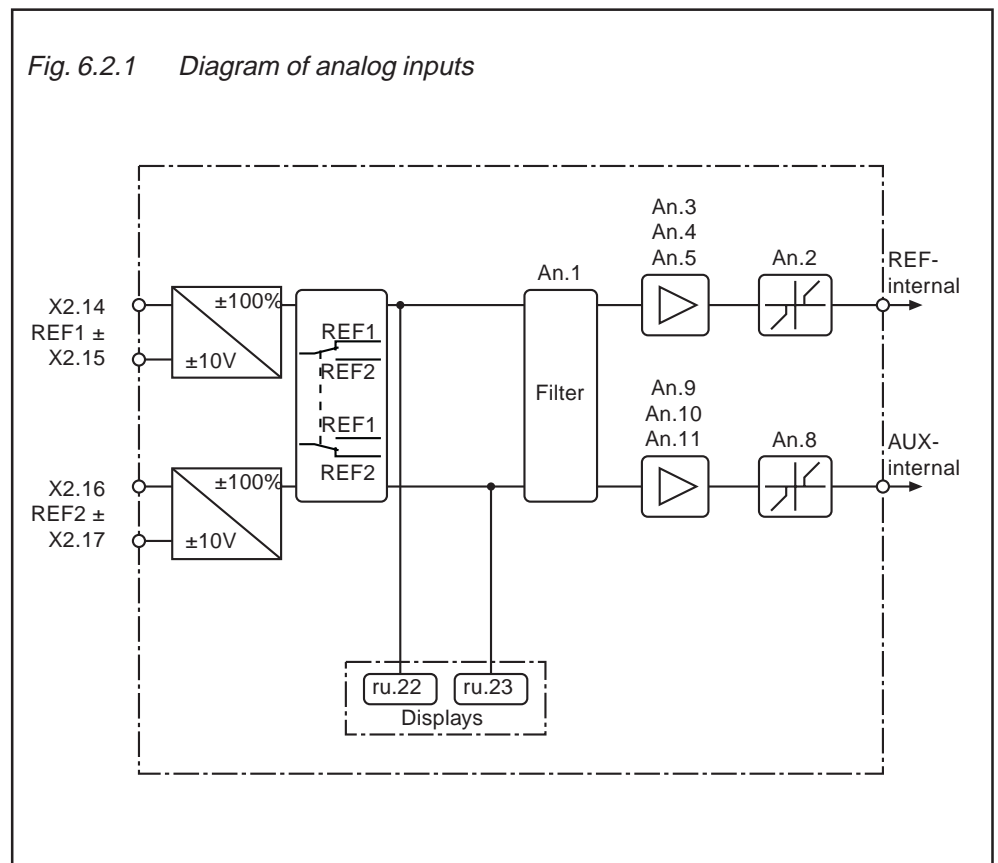 Fig. 6.2.1 Diagram of analog inputs
An.3
An.4
An.5
An.2
REF-
internal
An.1
X2.14
REF1 ±
X2.15
±100%
±10V
REF1
REF2
REF1
REF2
Filter
An.9
An.10
An.11
An.8
AUX-
internal
X2.16
REF2 ±
X2.17
±100%
±10V
ru.22
ru.23
Displays